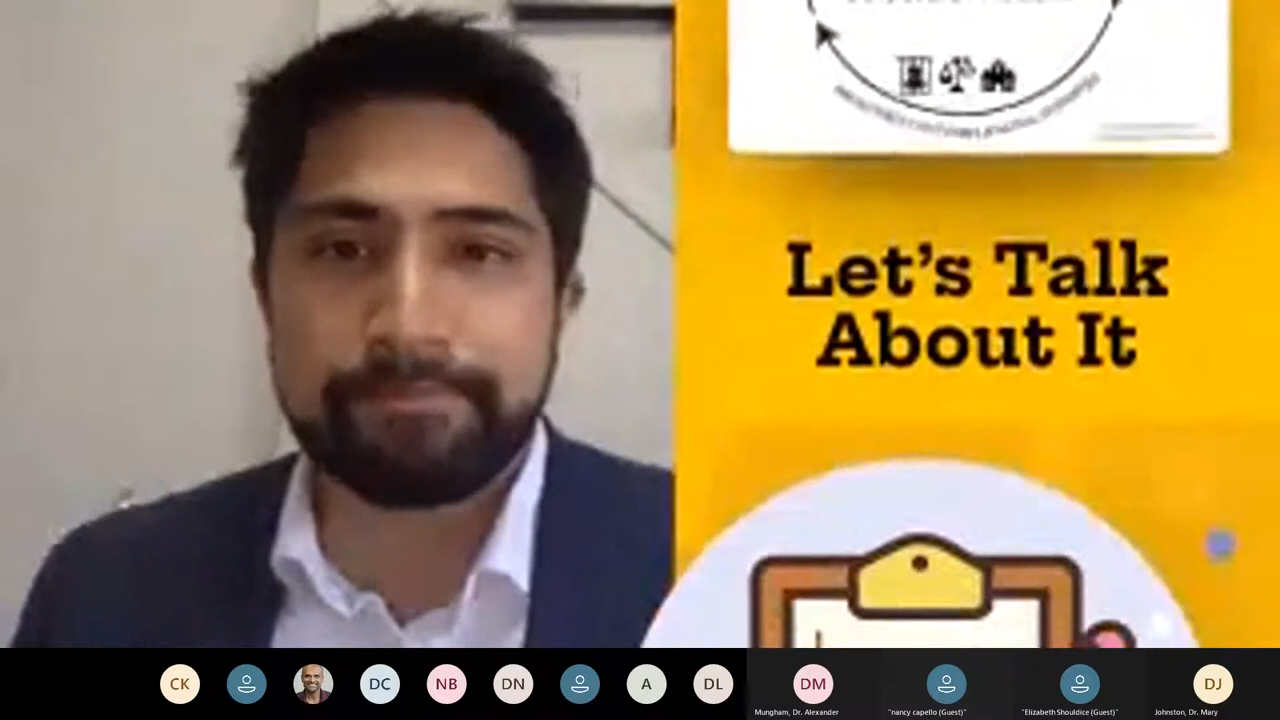 Let's Talk
About It
CK
DC
NB
DN
A
DL
DM
DJ
Mungham, Dr. Alexander
"nancy capello (Guest)"
"Elizabeth Shouldice (Guest)"
Johnston, Dr. Mary